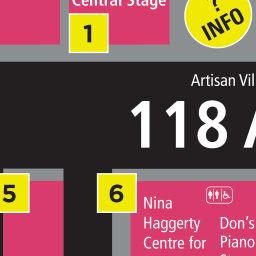 Central Stage
1
?
INFO
Artisan Vil
118 A
5
6
Nina
Haggerty
Centre for
Don's
Piano